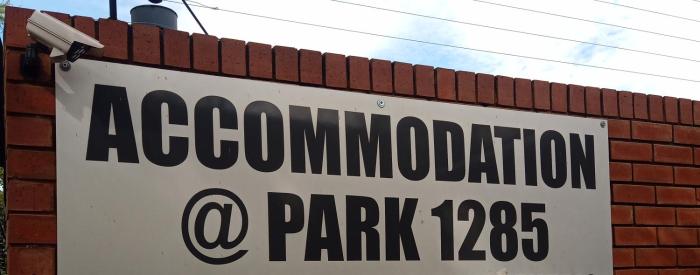 ACCOMMODATION
@ PARK 1285